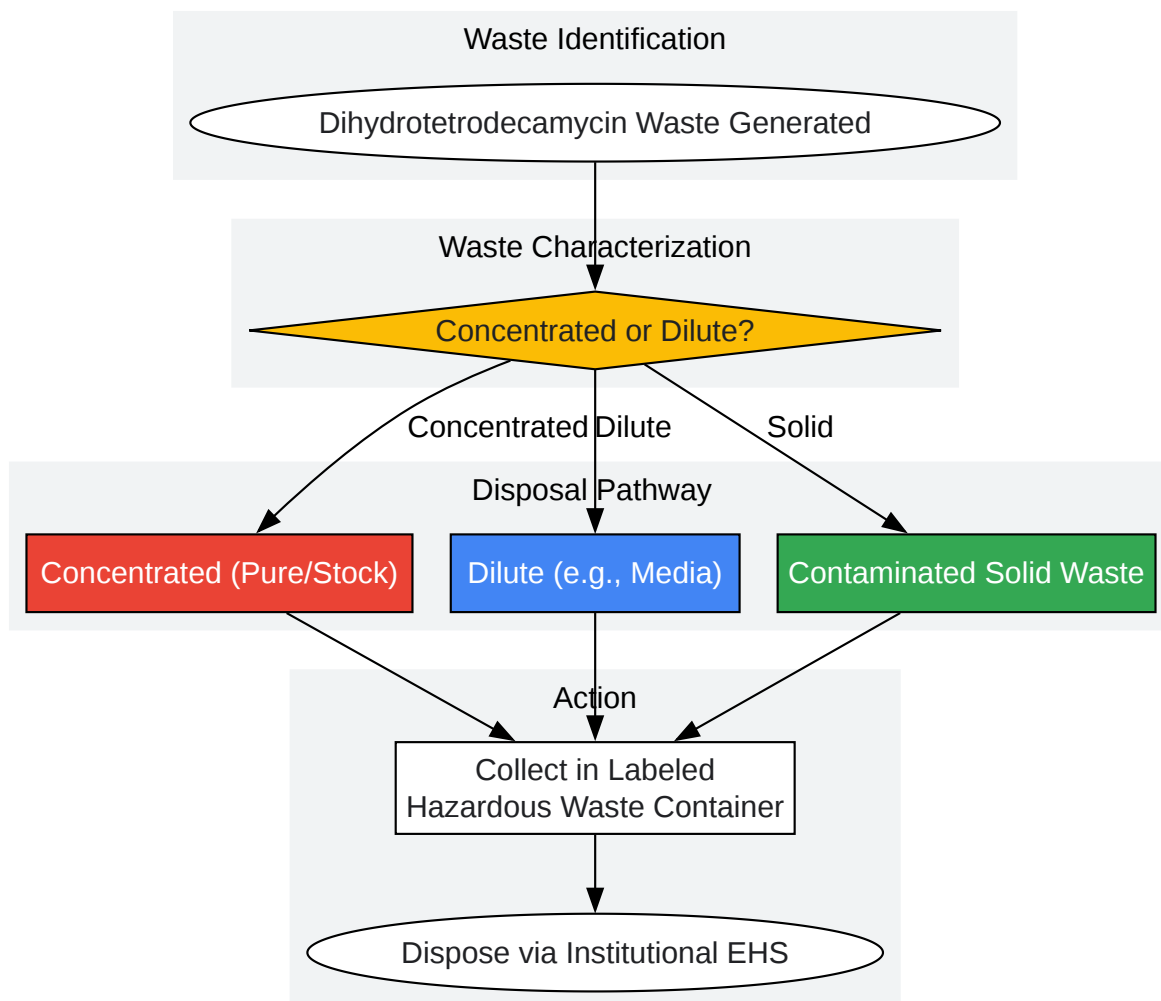 Waste Identification
Dihydrotetrodecamycin Waste Generated
Waste Characterization
Concentrated or Dilute?
Concentrated
Dilute
Solid
Disposal Pathway
Concentrated (Pure/Stock)
Dilute (e.g., Media)
Contaminated Solid Waste
Action
Collect in Labeled
Hazardous Waste Container
Dispose via Institutional EHS